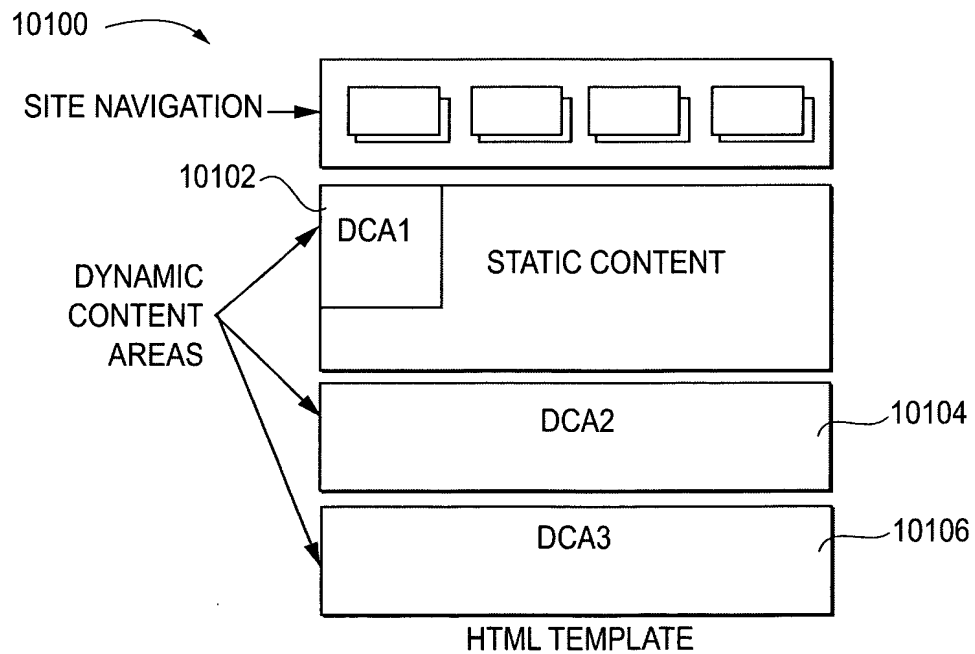 10100
SITE NAVIGATION
10102
DCA1
STATIC CONTENT
DYNAMIC
CONTENT
AREAS
DCA2
10104
DCA3
10106
HTML TEMPLATE